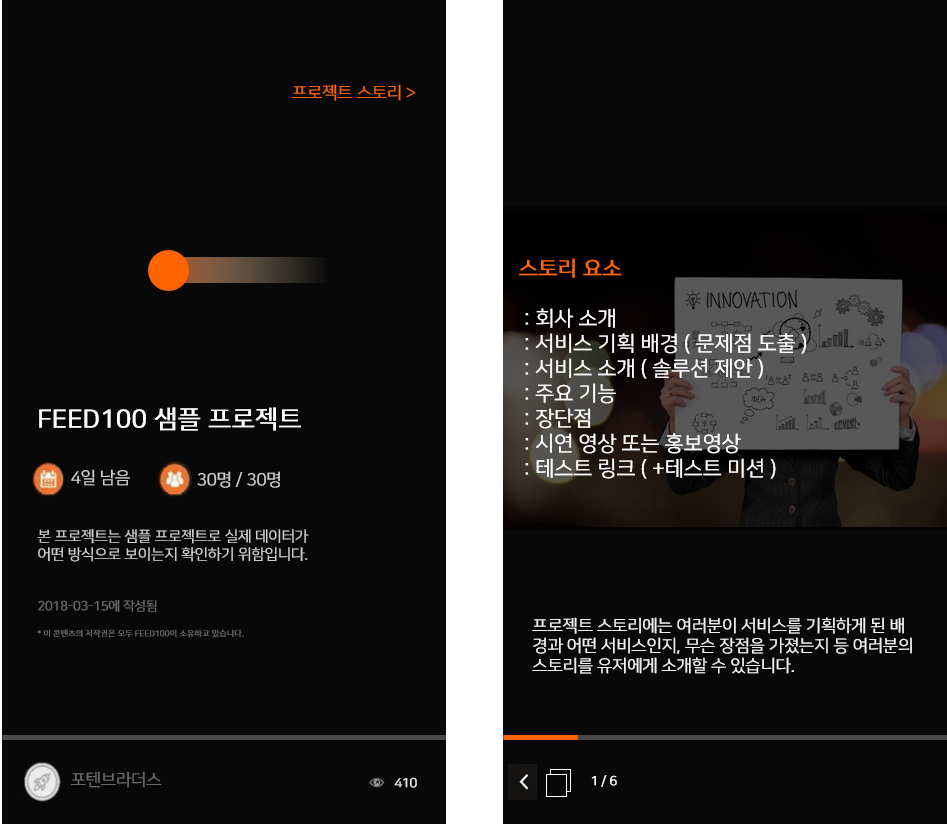 프로젝트 스토리 >
FEED100 샘플 프로젝트
4일 남음
30명 / 30명
본 프로젝트는 샘플 프로젝트로 실제 데이터가
어떤 방식으로 보이는지 확인하기 위함입니다.
2018-03-15에 작성됨
* 이 콘텐츠의 저작권은 모두 FEED100이 소유하고 있습니다.
포텐브라더스
410
스토리 요소
: 회사 소개
: 서비스 기획 배경 ( 문제점 도출 )
: 서비스 소개 ( 솔루션 제안 )
: 주요 기능
: 장단점
: 시연 영상 또는 홍보영상
: 테스트 링크 ( +테스트 미션 )
INNOVATION
IDEA
프로젝트 스토리에는 여러분이 서비스를 기획하게 된 배
경과 어떤 서비스인지, 무슨 장점을 가졌는지 등 여러분의
스토리를 유저에게 소개할 수 있습니다.
1 / 6